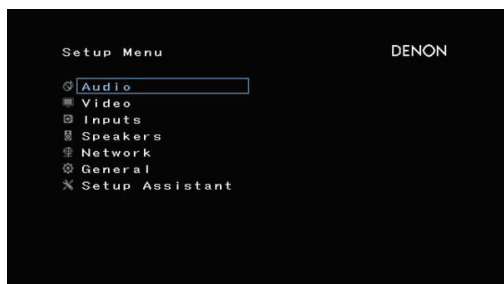 Setup Menu
DENON
Audio
Video
Inputs
Speakers
Network
General
Setup Assistant